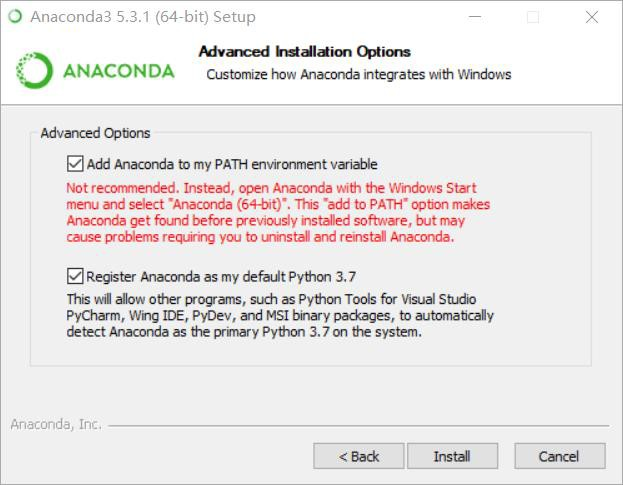 Anaconda3 5.3.1 (64-bit) Setup
Advanced Installation Options
ANACONDA
Customize how Anaconda integrates with Windows
Advanced Options
Add Anaconda to my PATH environment variable
Not recommended. Instead, open Anaconda with the Windows Start
menu and select "Anaconda (64-bit)". This "add to PATH" option makes
Anaconda get found before previously installed software, but may
cause problems requiring you to uninstall and reinstall Anaconda.
Register Anaconda as my default Python 3.7
This will allow other programs, such as Python Tools for Visual Studio
PyCharm, Wing IDE, PyDev, and MSI binary packages, to automatically
detect Anaconda as the primary Python 3.7 on the system.
Anaconda, Inc.
< Back
Install
Cancel